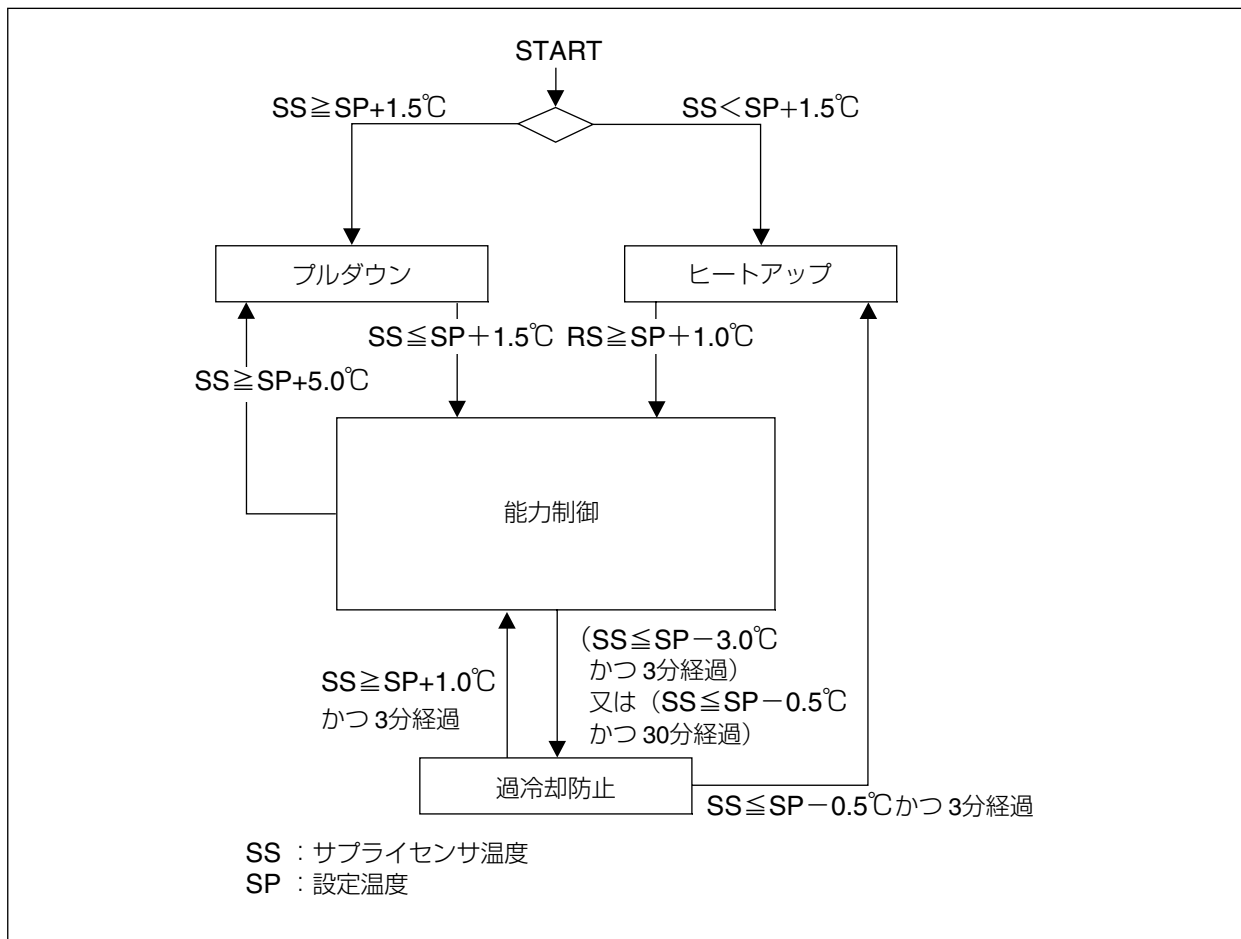 START
SS≧SP+1.5℃
SS＜SP+1.5℃
プルダウン
ヒートアップ
SS≦SP＋1.5℃
RS≧SP＋1.0℃
SS≧SP+5.0℃
能力制御
（SS≦SP－3.0℃
かつ 3分経過）
又は（SS≦SP－0.5℃
かつ 30分経過）
SS≧SP+1.0℃
かつ 3分経過
過冷却防止
SS≦SP－0.5℃かつ 3分経過
SS ：サプライセンサ温度
SP ：設定温度